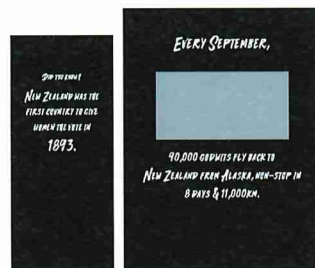 DID YOU KNOW?
NEW ZEALAND WAS THE
FIRST COUNTRY TO GIVE
WOMEN THE VOTE IN
1893.
EVERY SEPTEMBER,
90,000 GODWITS FLY BACK TO
NEW ZEALAND FROM ALASKA, NON-STOP IN
8 DAYS & 11,000KM.